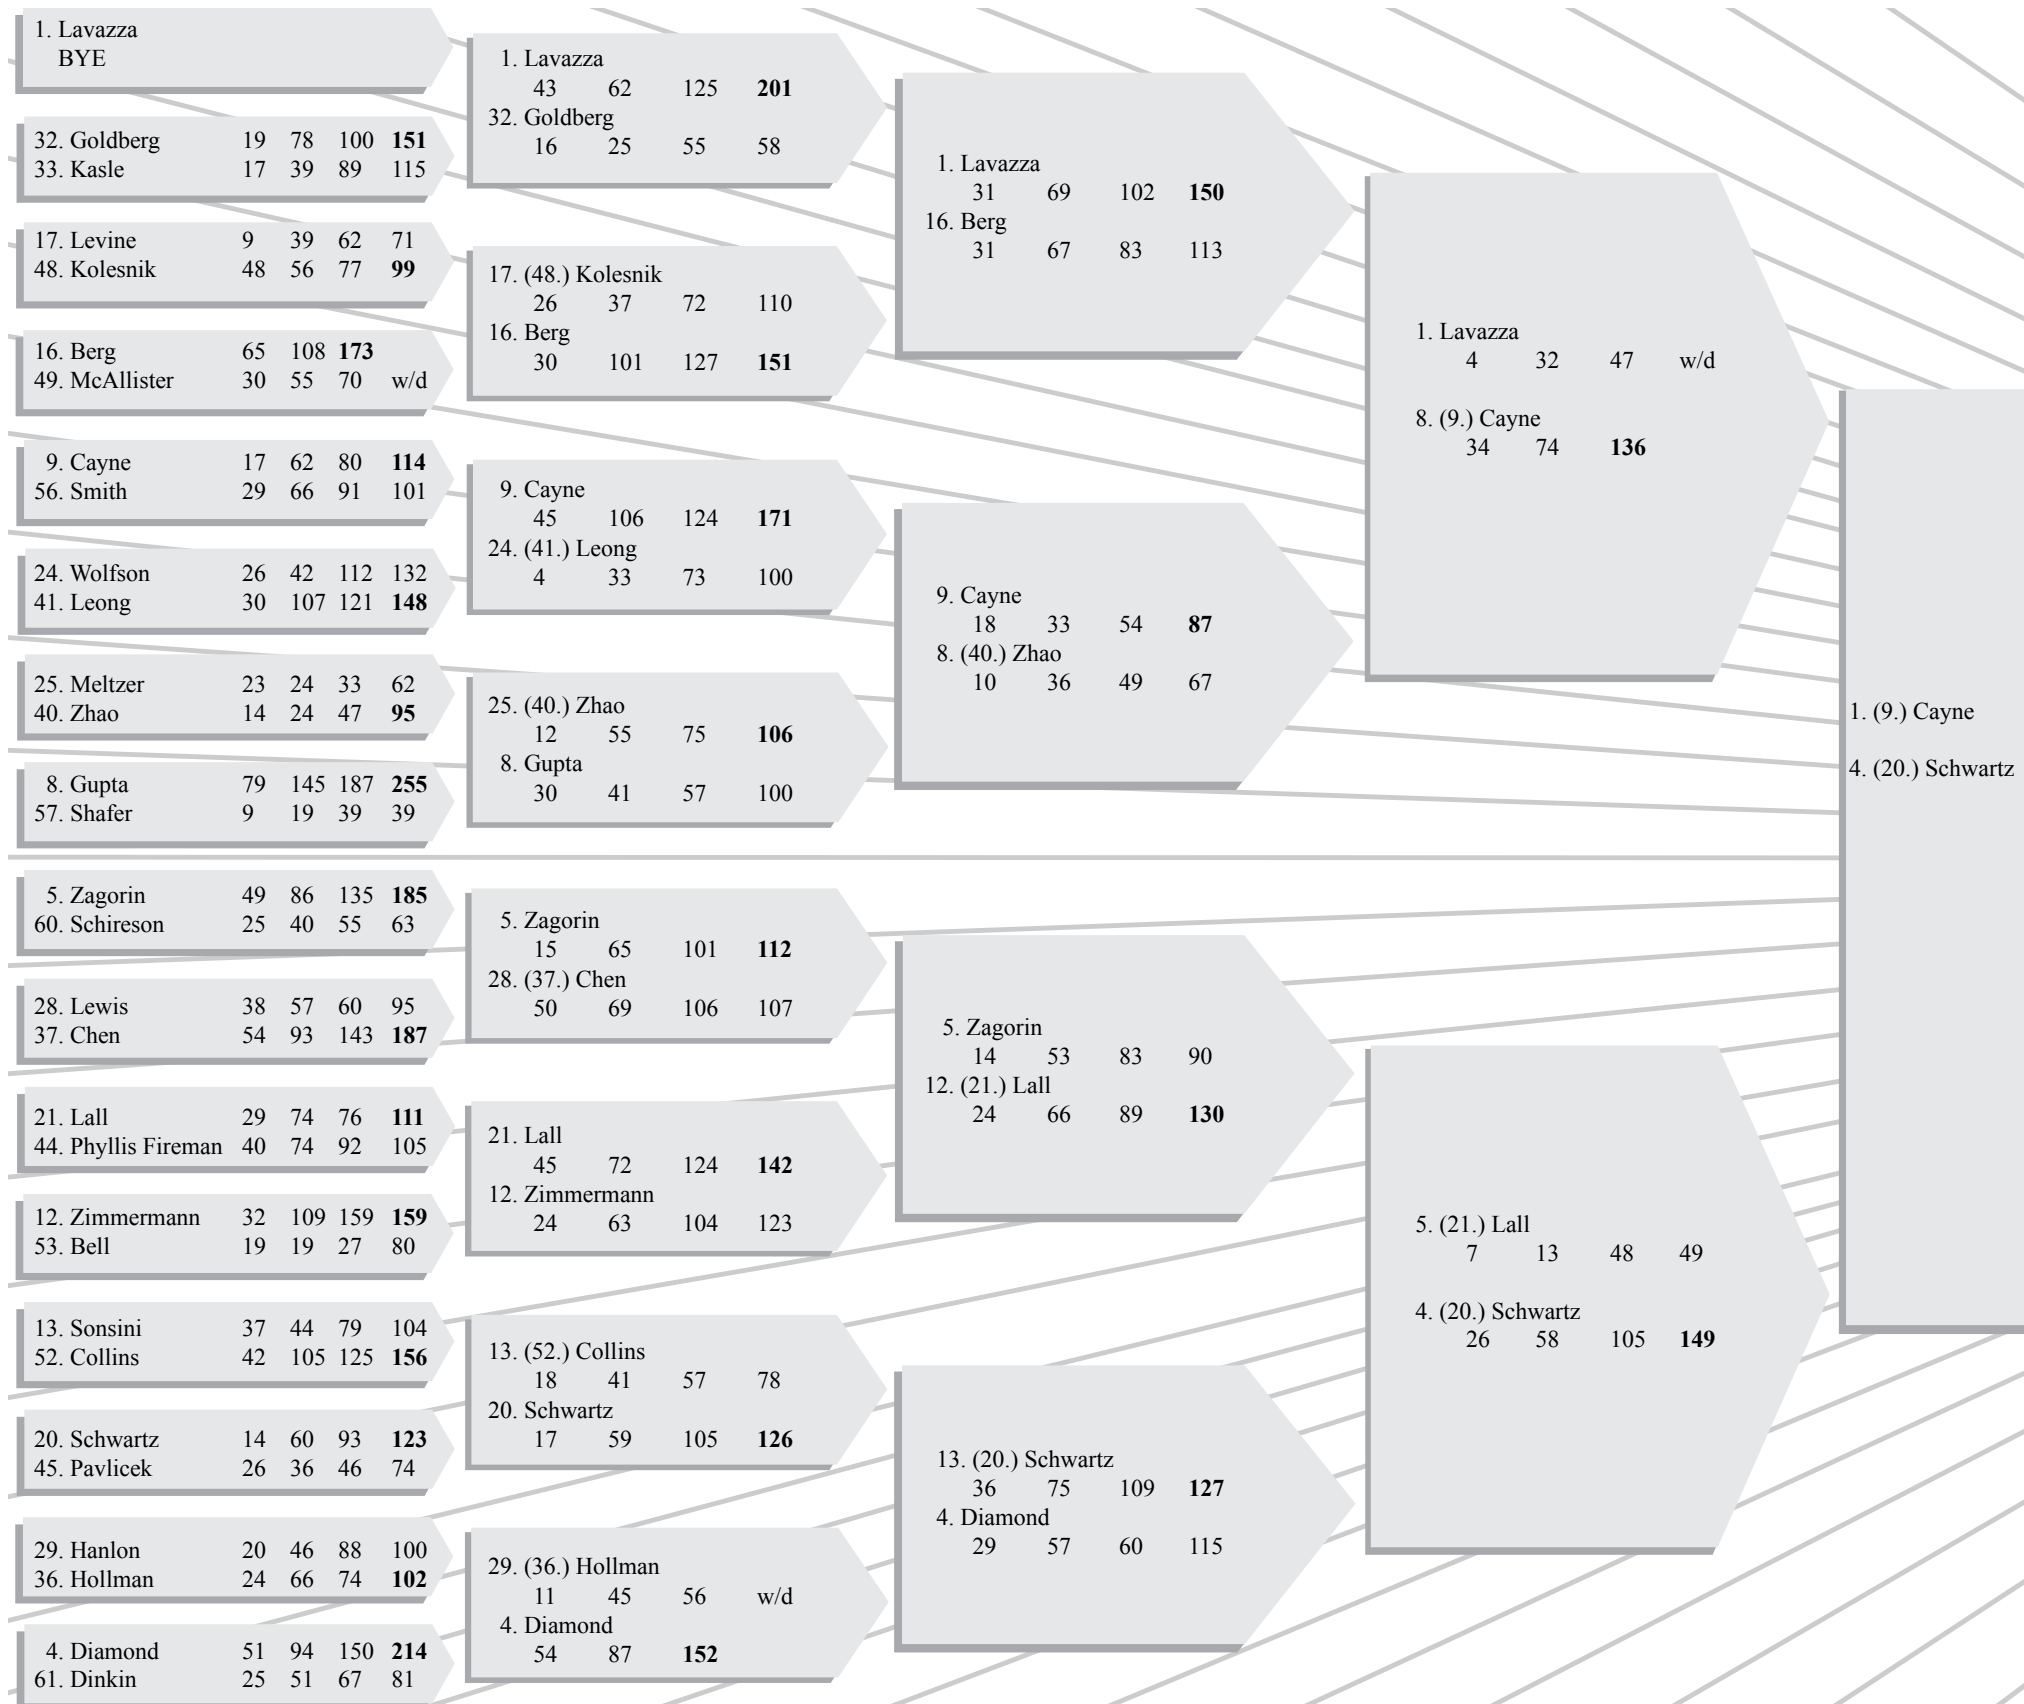 1. Lavazza
BYE
32. Goldberg 19 78 100 151
33. Kasle 17 39 89 115
17. Levine 9 39 62 71
48. Kolesnik 48 56 77 99
16. Berg 65 108 173
49. McAllister 30 55 70 w/d
9. Cayne 17 62 80 114
56. Smith 29 66 91 101
24. Wolfson 26 42 112 132
41. Leong 30 107 121 148
25. Meltzer 23 24 33 62
40. Zhao 14 24 47 95
8. Gupta 79 145 187 255
57. Shafer 9 19 39 39
5. Zagorin 49 86 135 185
60. Schireson 25 40 55 63
28. Lewis 38 57 60 95
37. Chen 54 93 143 187
21. Lall 29 74 76 111
44. Phyllis Fireman 40 74 92 105
12. Zimmermann 32 109 159 159
53. Bell 19 19 27 80
13. Sonsini 37 44 79 104
52. Collins 42 105 125 156
20. Schwartz 14 60 93 123
45. Pavlicek 26 36 46 74
29. Hanlon 20 46 88 100
36. Hollman 24 66 74 102
4. Diamond 51 94 150 214
61. Dinkin 25 51 67 81
1. Lavazza
43 62 125 201
32. Goldberg
16 25 55 58
17. (48.) Kolesnik
26 37 72 110
16. Berg
30 101 127 151
9. Cayne
45 106 124 171
24. (41.) Leong
4 33 73 100
25. (40.) Zhao
12 55 75 106
8. Gupta
30 41 57 100
5. Zagorin
15 65 101 112
28. (37.) Chen
50 69 106 107
21. Lall
45 72 124 142
12. Zimmermann
24 63 104 123
13. (52.) Collins
18 41 57 78
20. Schwartz
17 59 105 126
29. (36.) Hollman
11 45 56 w/d
4. Diamond
54 87 152
1. Lavazza
31 69 102 150
16. Berg
31 67 83 113
9. Cayne
18 33 54 87
8. (40.) Zhao
10 36 49 67
5. Zagorin
14 53 83 90
12. (21.) Lall
24 66 89 130
13. (20.) Schwartz
36 75 109 127
4. Diamond
29 57 60 115
1. Lavazza
4 32 47 w/d
8. (9.) Cayne
34 74 136
5. (21.) Lall
7 13 48 49
4. (20.) Schwartz
26 58 105 149
1. (9.) Cayne
4. (20.) Schwartz